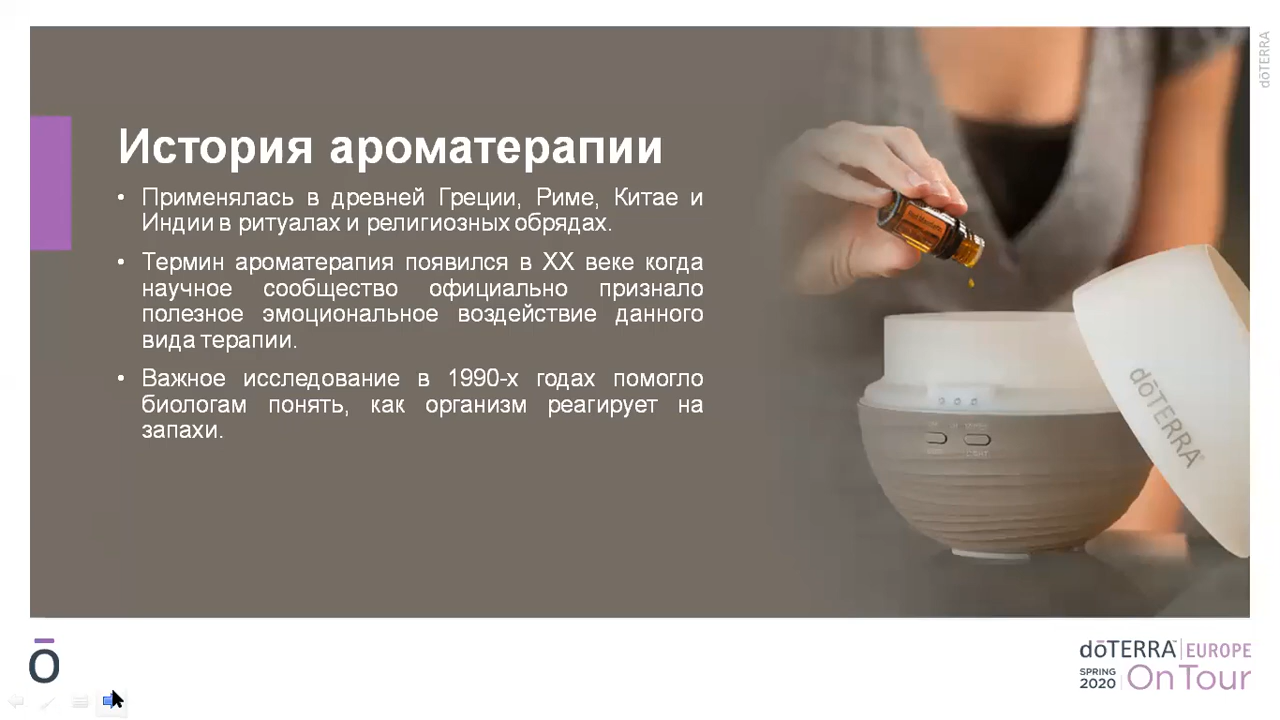 dōTERRA
История ароматерапии
• Применялась в древней Греции, Риме, Китае и
Индии в ритуалах и религиозных обрядах.
• Термин ароматерапия появился в XX веке когда
научное сообщество официально признало
полезное эмоциональное воздействие данного
вида терапии.
• Важное исследование в 1990-х годах помогло
биологам понять, как организм реагирует на
запахи.
dōTERRA
ō
dōTERRA™ EUROPE
SPRING
2020 On Tour